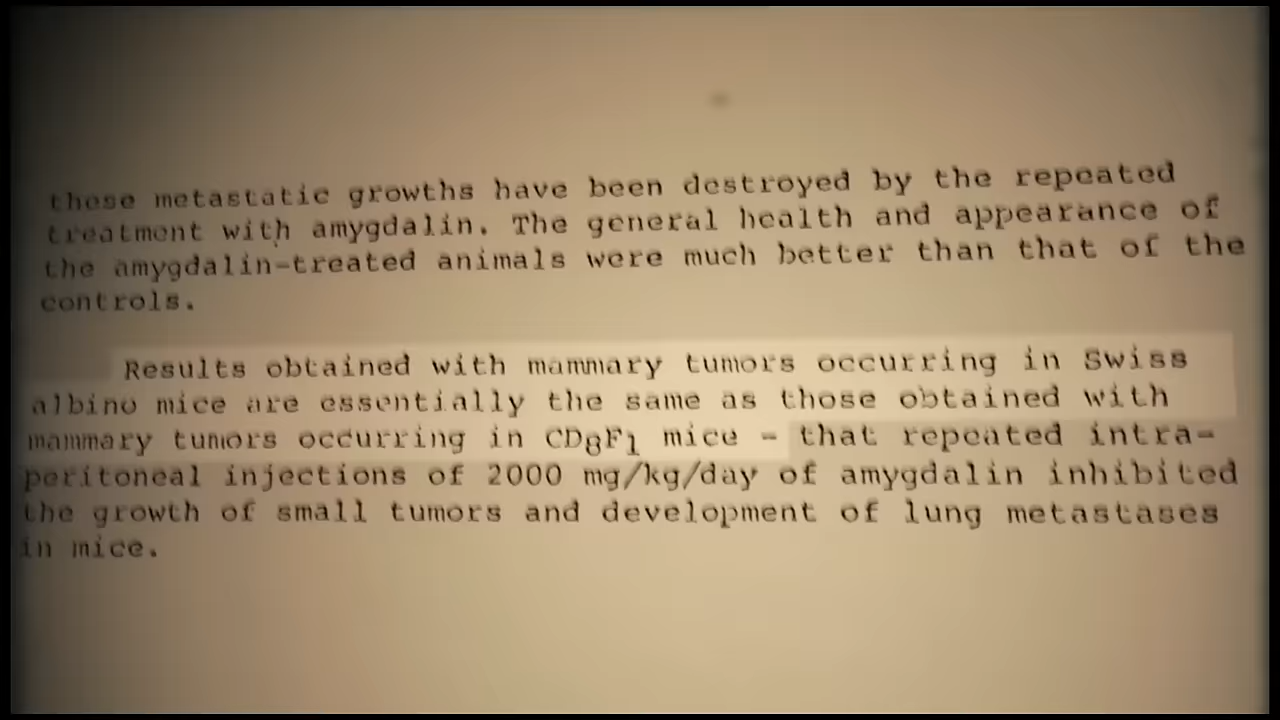 these metastatic growths have been destroyed by the repeated
treatment with amygdalin. The general health and appearance of
the amygdalin-treated animals were much better than that of the
controls.
Results obtained with mammary tumors occurring in Swiss
albino mice are essentially the same as those obtained with
mammary tumors occurring in CD8F1 mice - that repeated intra-
peritoneal injections of 2000 mg/kg/day of amygdalin inhibited
the growth of small tumors and development of lung metastases
in mice.